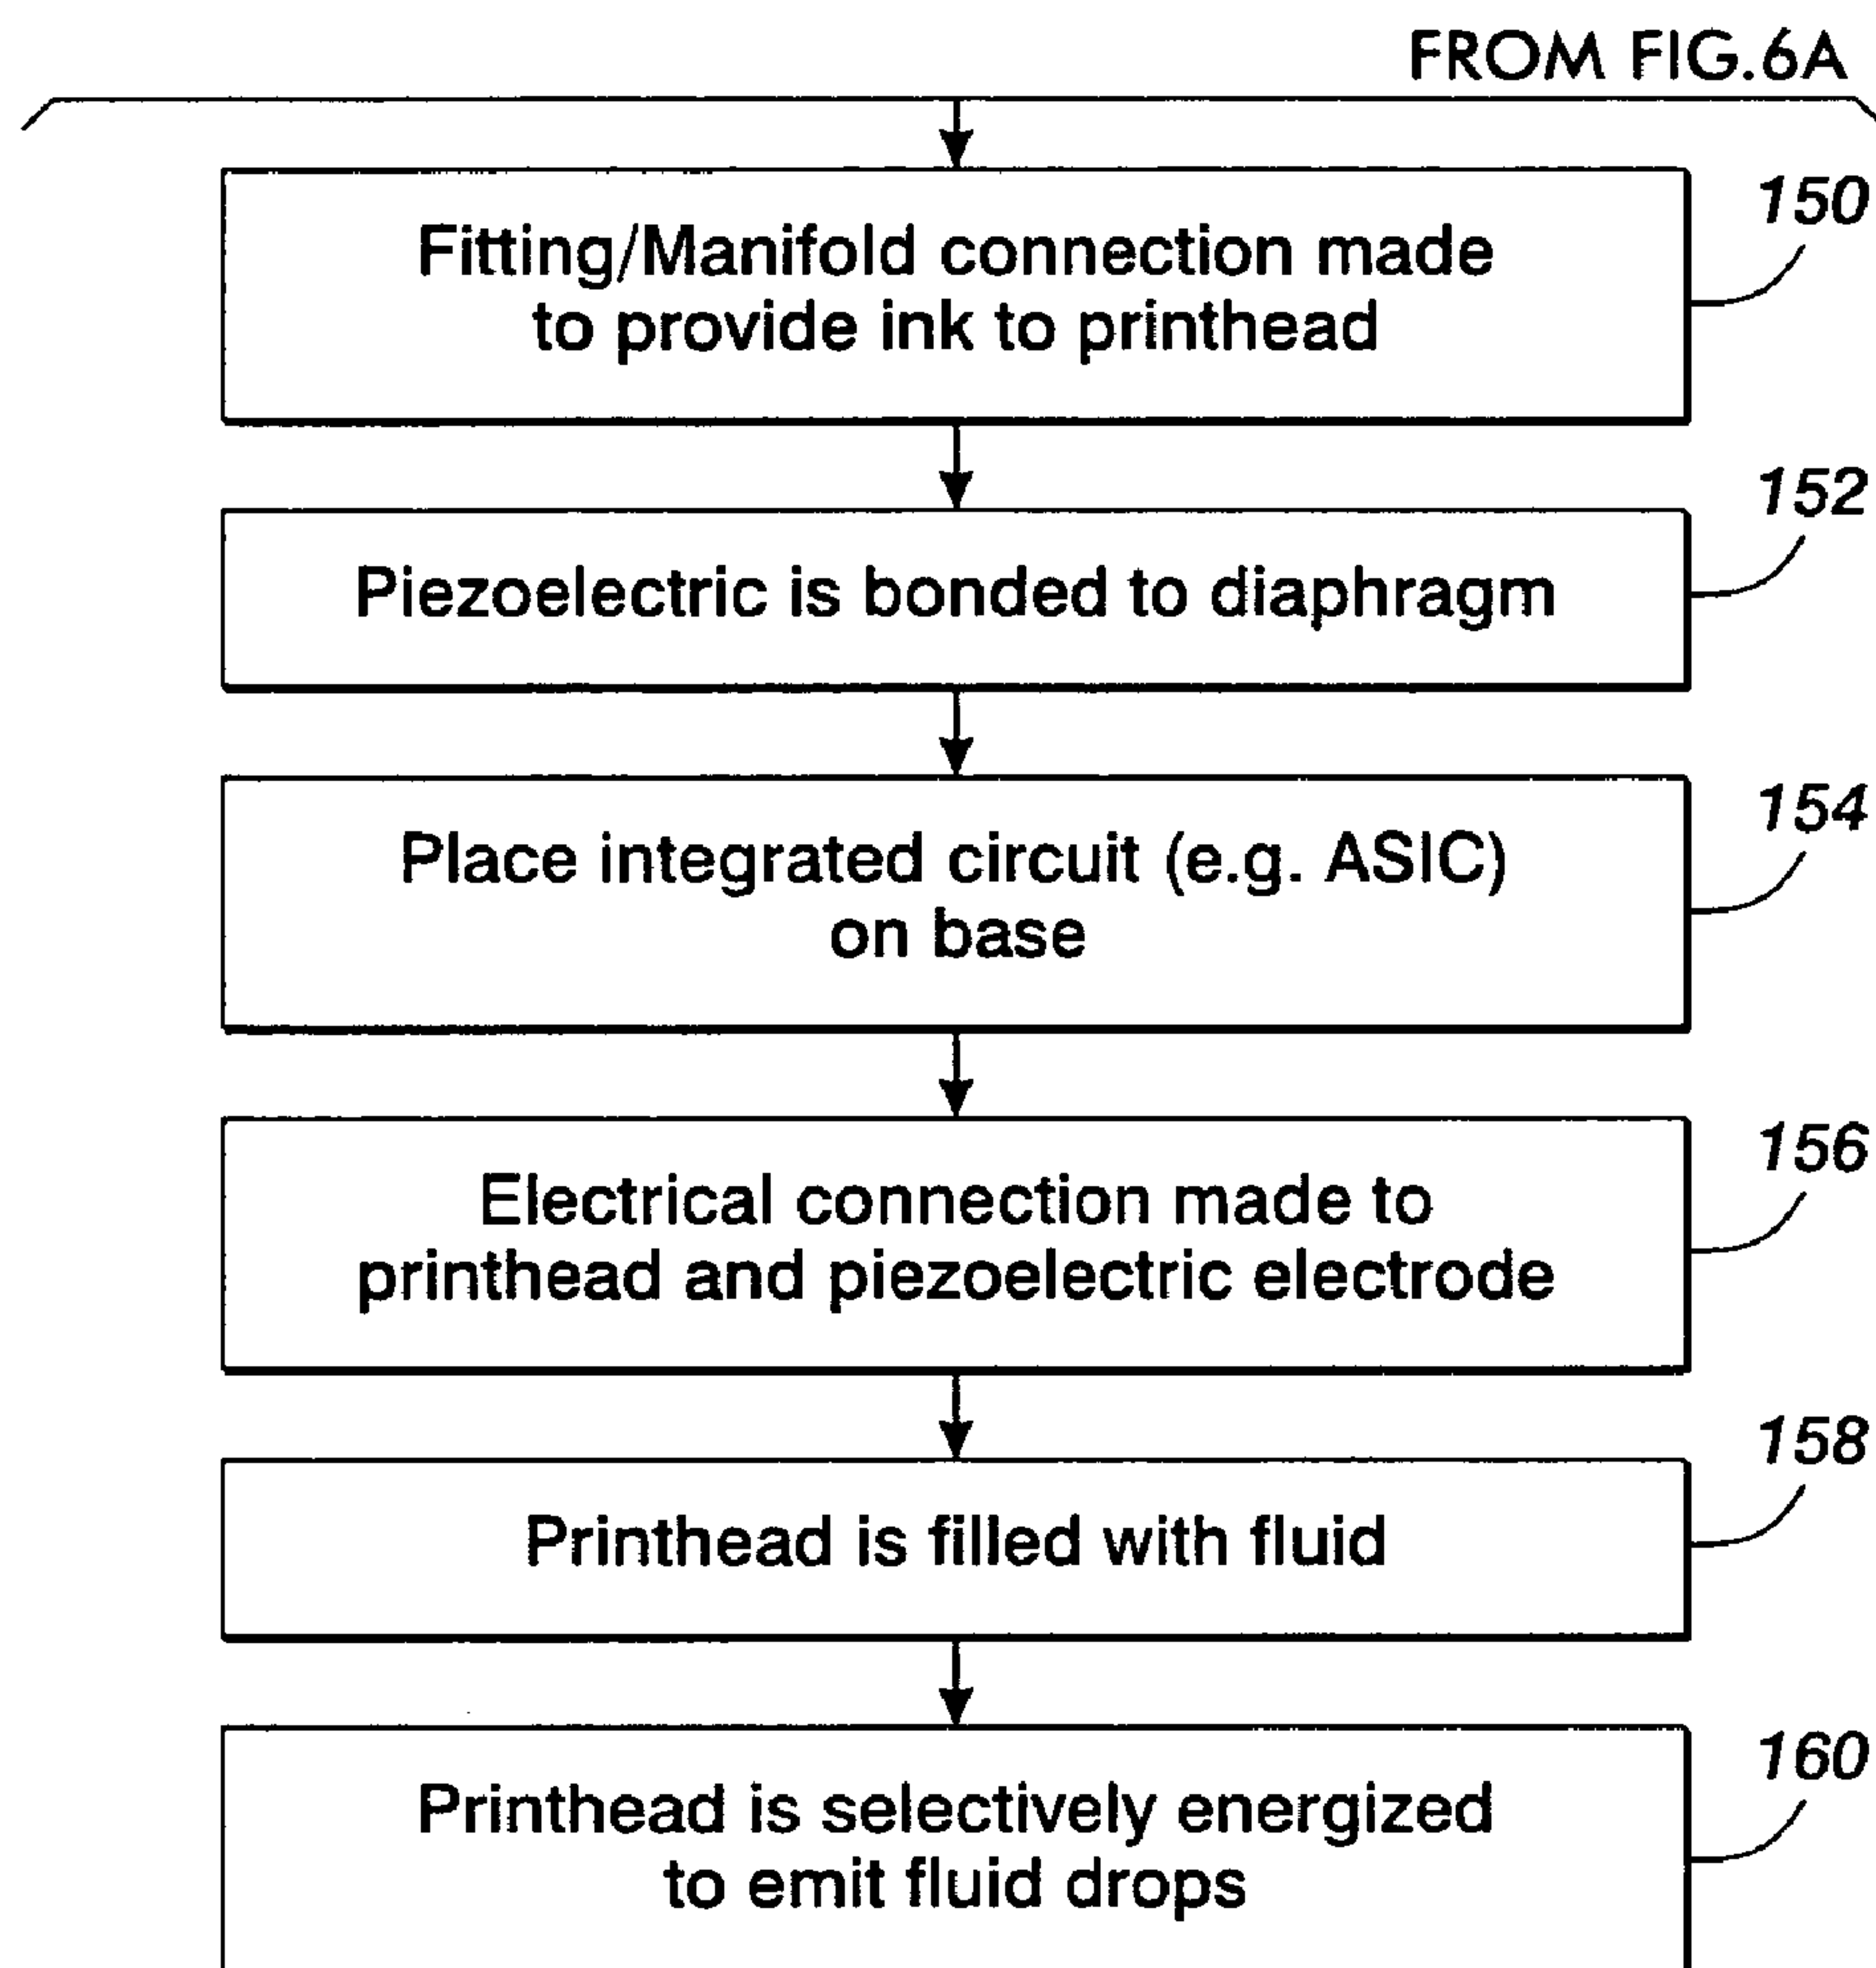 FROM FIG.6A
150
Fitting/Manifold connection made
to provide ink to printhead
152
Piezoelectric is bonded to diaphragm
154
Place integrated circuit (e.g. ASIC)
on base
156
Electrical connection made to
printhead and piezoelectric electrode
158
Printhead is filled with fluid
160
Printhead is selectively energized
to emit fluid drops